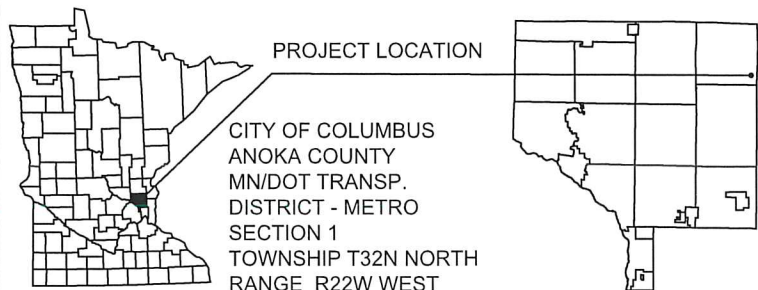 PROJECT LOCATION
CITY OF COLUMBUS
ANOKA COUNTY
MN/DOT TRANSP.
DISTRICT - METRO
SECTION 1
TOWNSHIP T32N NORTH
RANGE R22W WEST